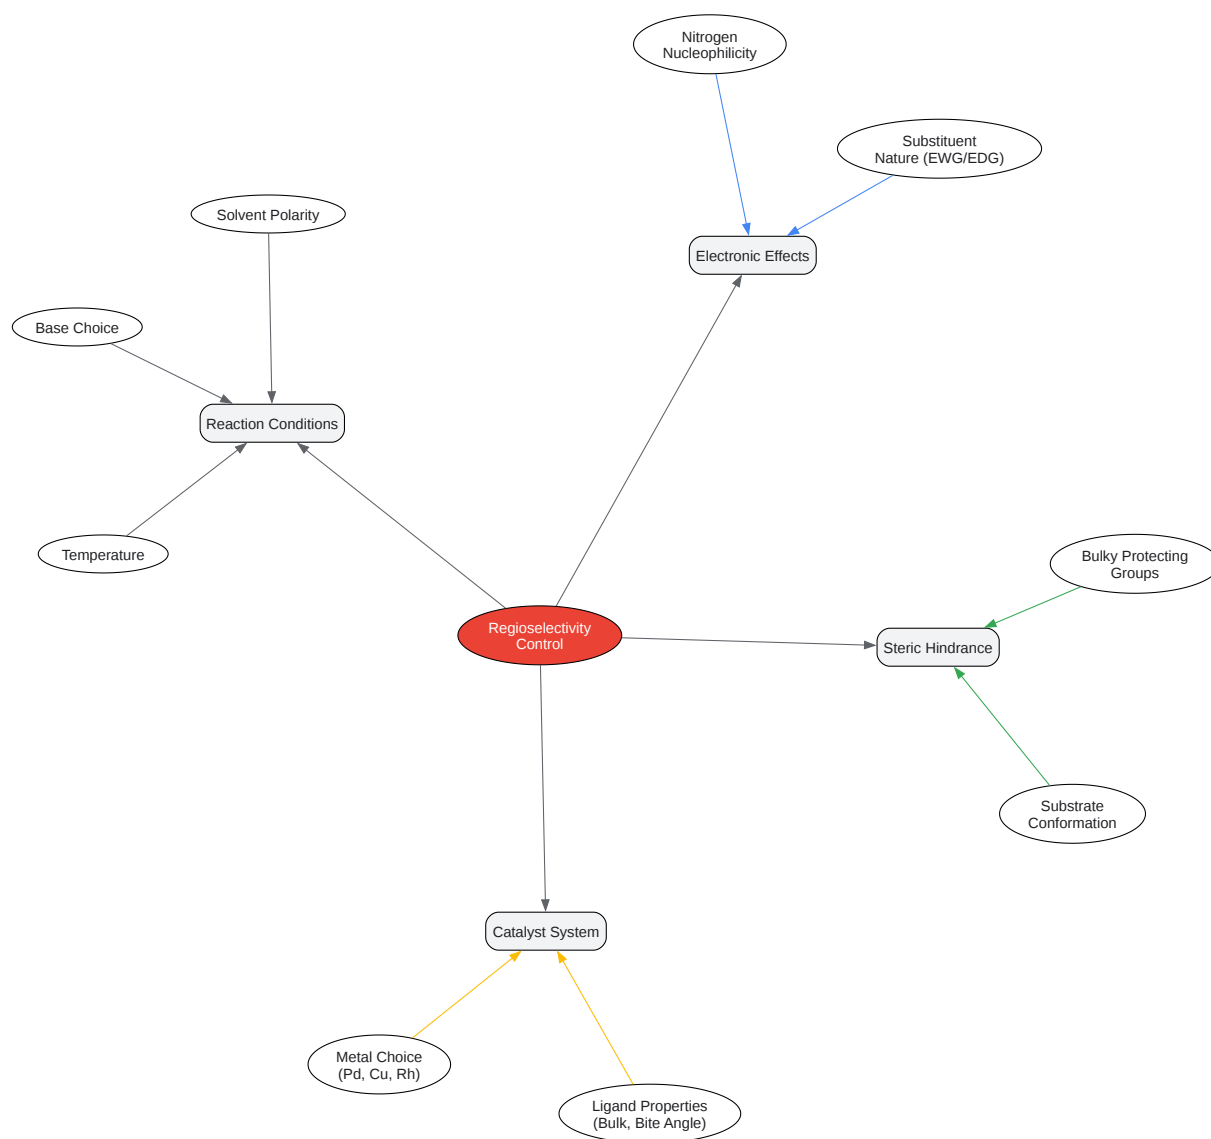 Nitrogen
Nucleophilicity
Substituent
Nature (EWG/EDG)
Solvent Polarity
Electronic Effects
Base Choice
Reaction Conditions
Temperature
Bulky Protecting
Groups
Regioselectivity
Control
Steric Hindrance
Substrate
Conformation
Catalyst System
Metal Choice
(Pd, Cu, Rh)
Ligand Properties
(Bulk, Bite Angle)